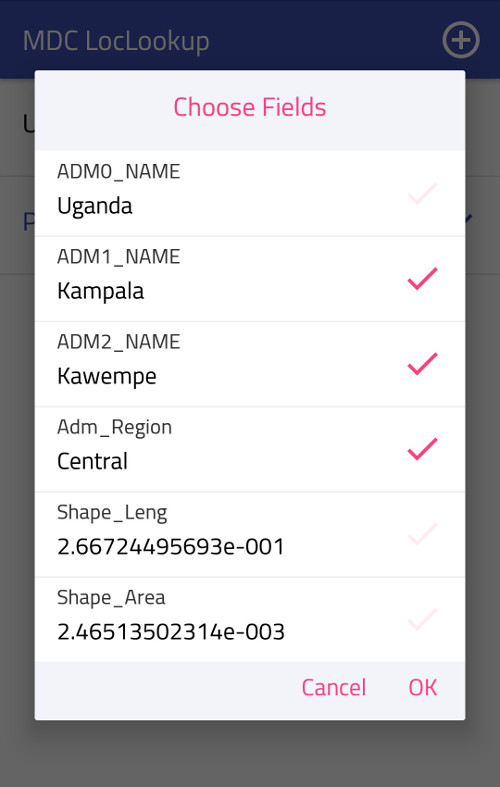 MDC LocLookup
Choose Fields
ADM0_NAME
Uganda
ADM1_NAME
Kampala
ADM2_NAME
Kawempe
Adm_Region
Central
Shape_Leng
2.66724495693e-001
Shape_Area
2.46513502314e-003
Cancel OK